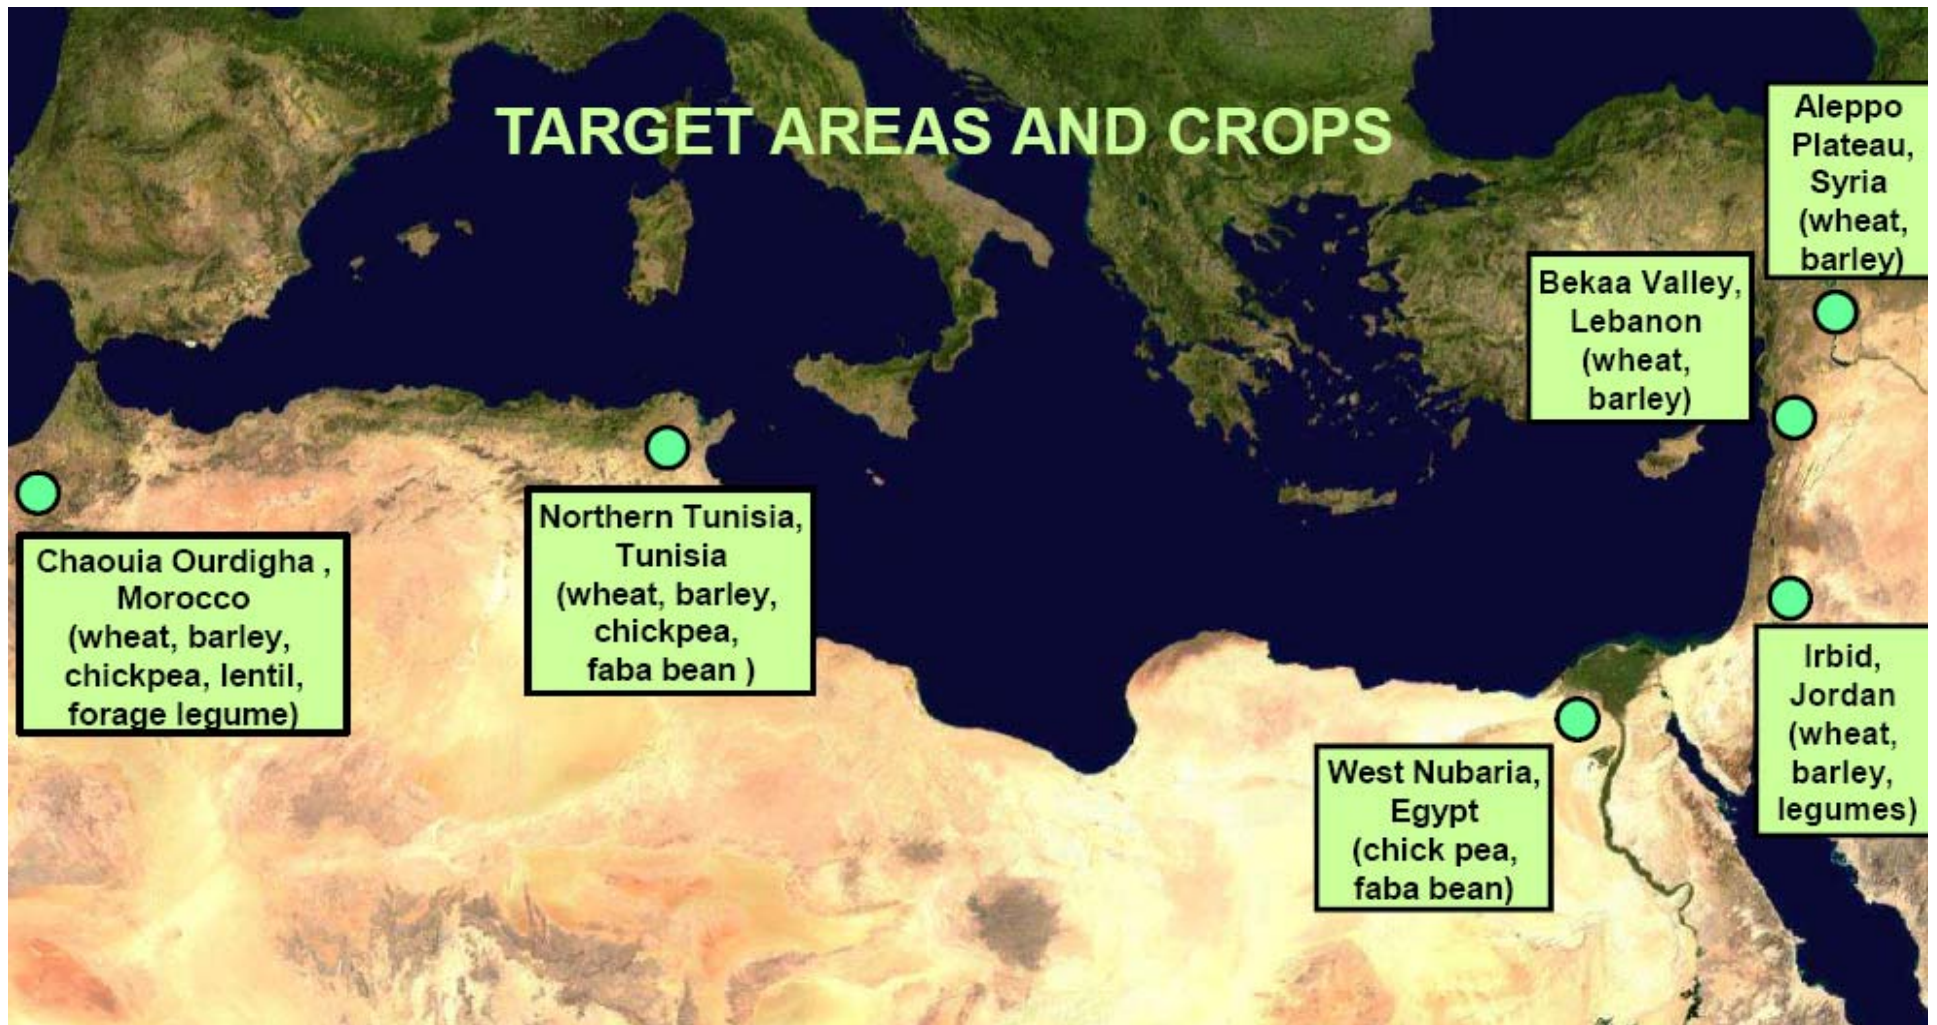 TARGET AREAS AND CROPS
Aleppo
Plateau,
Syria
(wheat,
barley)
Bekaa Valley,
Lebanon
(wheat,
barley)
Northern Tunisia,
Tunisia
(wheat, barley,
chickpea,
faba bean )
Chaouia Ourdigha ,
Morocco
(wheat, barley,
chickpea, lentil,
forage legume)
Irbid,
Jordan
(wheat,
barley,
legumes)
West Nubaria,
Egypt
(chick pea,
faba bean)